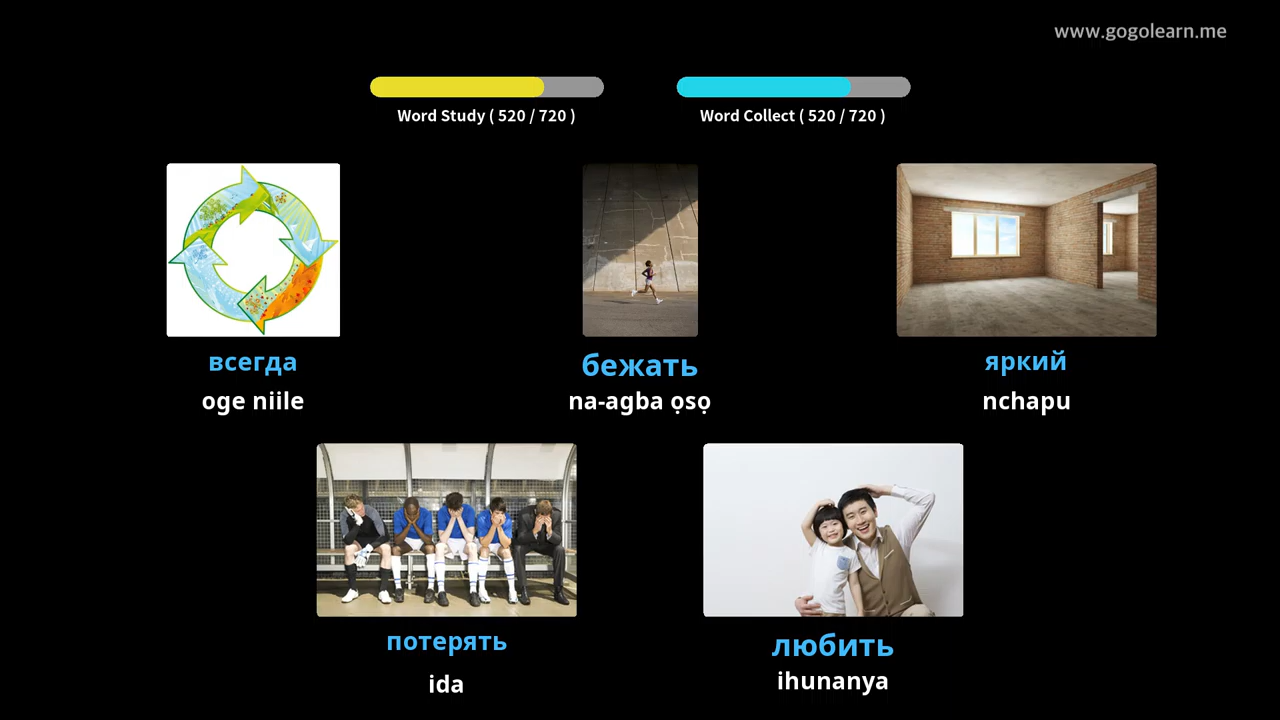 www.gogolearn.me
Word Study ( 520 / 720 )
Word Collect ( 520 / 720 )
всегда
oge niile
бежать
na-agba ọsọ
яркий
nchapu
потерять
ida
любить
ihunanya